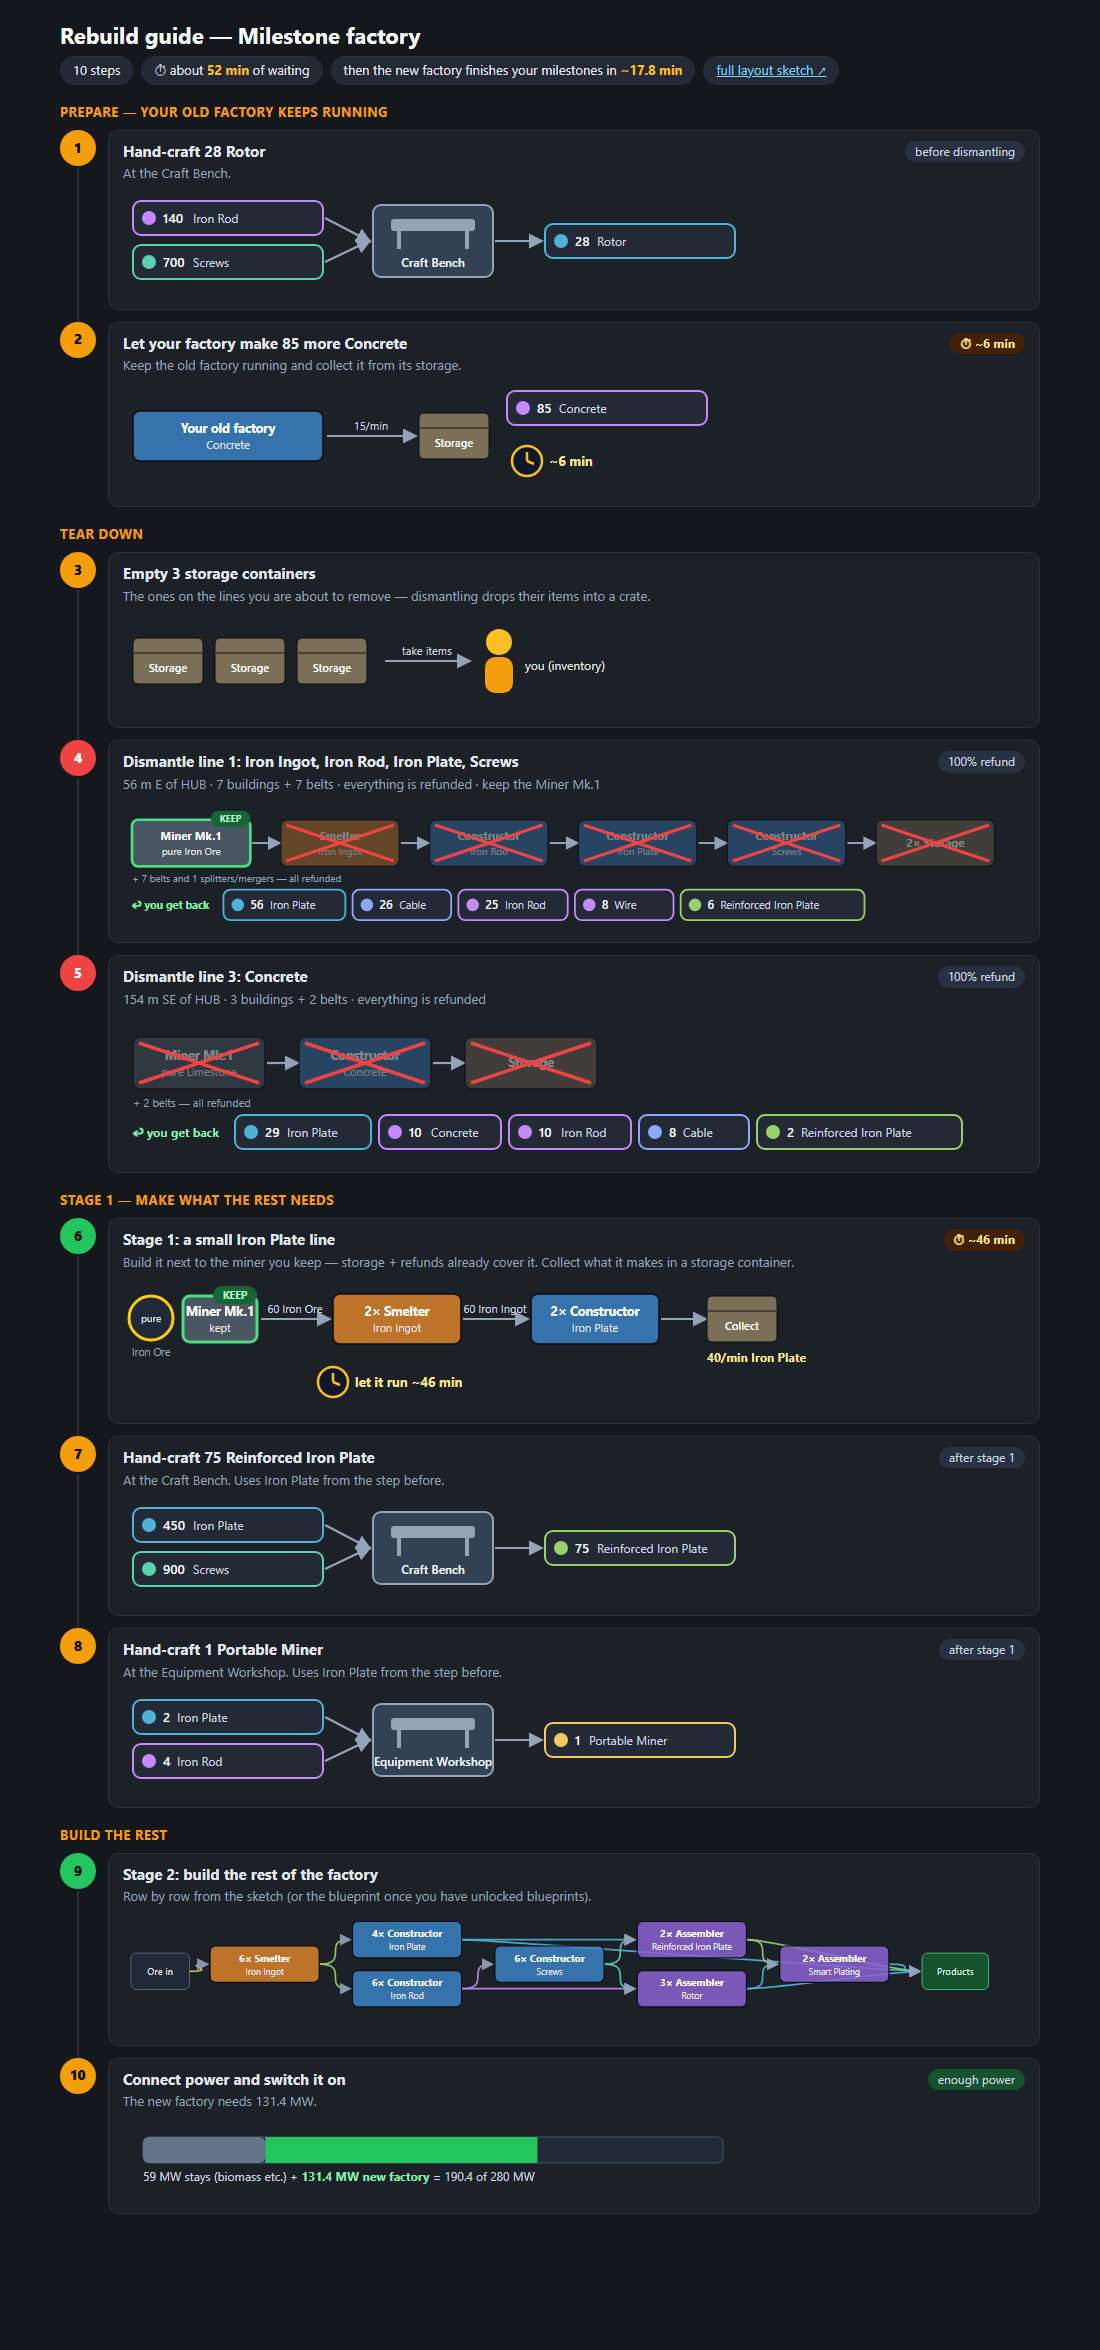 Rebuild guide — Milestone factory
10 steps
⏱ about 52 min of waiting
then the new factory finishes your milestones in ~17.8 min
full layout sketch ↗
PREPARE — YOUR OLD FACTORY KEEPS RUNNING
1
Hand-craft 28 Rotor
before dismantling
At the Craft Bench.
140 Iron Rod
700 Screws
Craft Bench
28 Rotor
2
Let your factory make 85 more Concrete
⏱ ~6 min
Keep the old factory running and collect it from its storage.
Your old factory
Concrete
15/min
Storage
85 Concrete
~6 min
TEAR DOWN
3
Empty 3 storage containers
The ones on the lines you are about to remove — dismantling drops their items into a crate.
Storage
Storage
Storage
take items
you (inventory)
4
Dismantle line 1: Iron Ingot, Iron Rod, Iron Plate, Screws
100% refund
56 m E of HUB · 7 buildings + 7 belts · everything is refunded · keep the Miner Mk.1
KEEP
Miner Mk.1
pure Iron Ore
Smelter
Iron Ingot
Constructor
Iron Rod
Constructor
Iron Plate
Constructor
Screws
2× Storage
+ 7 belts and 1 splitters/mergers — all refunded
↩ you get back
56 Iron Plate
26 Cable
25 Iron Rod
8 Wire
6 Reinforced Iron Plate
5
Dismantle line 3: Concrete
100% refund
154 m SE of HUB · 3 buildings + 2 belts · everything is refunded
Miner Mk.1
pure Limestone
Constructor
Concrete
Storage
+ 2 belts — all refunded
↩ you get back
29 Iron Plate
10 Concrete
10 Iron Rod
8 Cable
2 Reinforced Iron Plate
STAGE 1 — MAKE WHAT THE REST NEEDS
6
Stage 1: a small Iron Plate line
⏱ ~46 min
Build it next to the miner you keep — storage + refunds already cover it. Collect what it makes in a storage container.
pure
Iron Ore
KEEP
Miner Mk.1
kept
60 Iron Ore
2× Smelter
Iron Ingot
60 Iron Ingot
2× Constructor
Iron Plate
Collect
40/min Iron Plate
let it run ~46 min
7
Hand-craft 75 Reinforced Iron Plate
after stage 1
At the Craft Bench. Uses Iron Plate from the step before.
450 Iron Plate
900 Screws
Craft Bench
75 Reinforced Iron Plate
8
Hand-craft 1 Portable Miner
after stage 1
At the Equipment Workshop. Uses Iron Plate from the step before.
2 Iron Plate
4 Iron Rod
Equipment Workshop
1 Portable Miner
BUILD THE REST
9
Stage 2: build the rest of the factory
Row by row from the sketch (or the blueprint once you have unlocked blueprints).
Ore in
6× Smelter
Iron Ingot
4× Constructor
Iron Plate
6× Constructor
Iron Rod
6× Constructor
Screws
2× Assembler
Reinforced Iron Plate
3× Assembler
Rotor
2× Assembler
Smart Plating
Products
10
Connect power and switch it on
enough power
The new factory needs 131.4 MW.
59 MW stays (biomass etc.) + 131.4 MW new factory = 190.4 of 280 MW